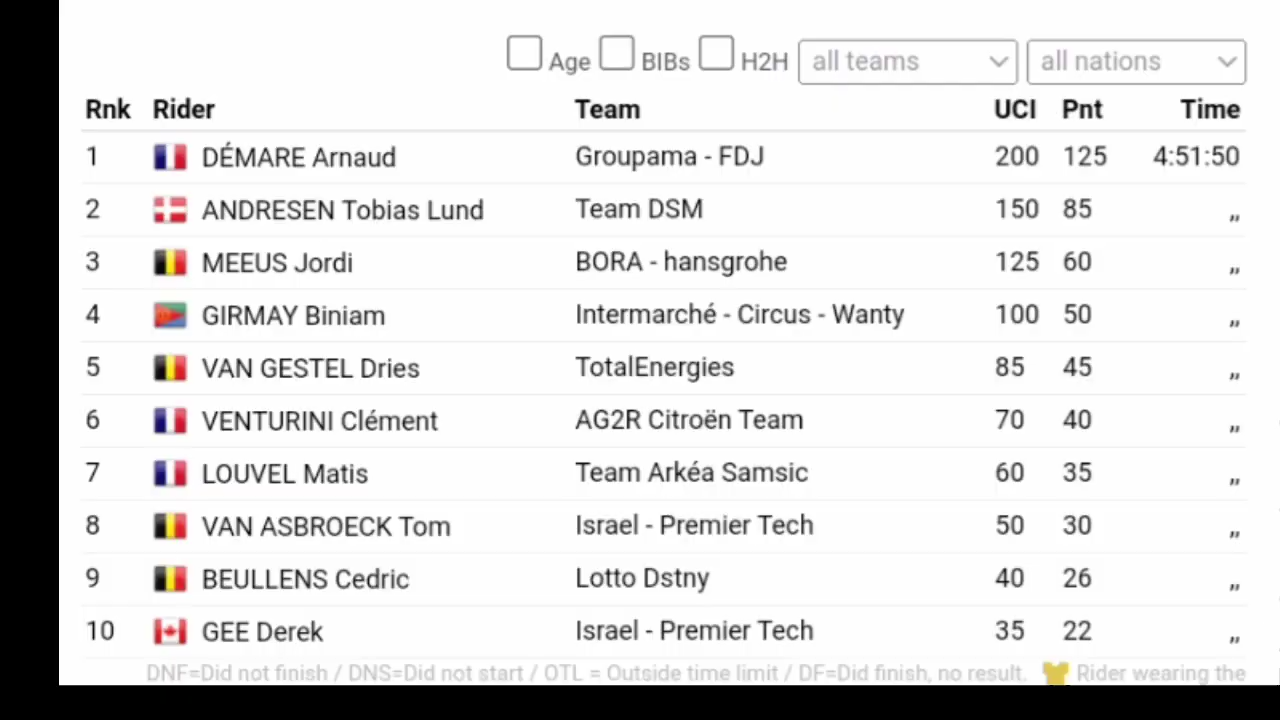 Age BIBs H2H all teams all nations
Rnk Rider Team UCI Pnt Time
1 DÉMARE Arnaud Groupama - FDJ 200 125 4:51:50
2 ANDRESEN Tobias Lund Team DSM 150 85 ,,
3 MEEUS Jordi BORA - hansgrohe 125 60 ,,
4 GIRMAY Biniam Intermarché - Circus - Wanty 100 50 ,,
5 VAN GESTEL Dries TotalEnergies 85 45 ,,
6 VENTURINI Clément AG2R Citroën Team 70 40 ,,
7 LOUVEL Matis Team Arkéa Samsic 60 35 ,,
8 VAN ASBROECK Tom Israel - Premier Tech 50 30 ,,
9 BEULLENS Cedric Lotto Dstny 40 26 ,,
10 GEE Derek Israel - Premier Tech 35 22 ,,
DNF=Did not finish / DNS=Did not start / OTL = Outside time limit / DF=Did finish, no result. Rider wearing the